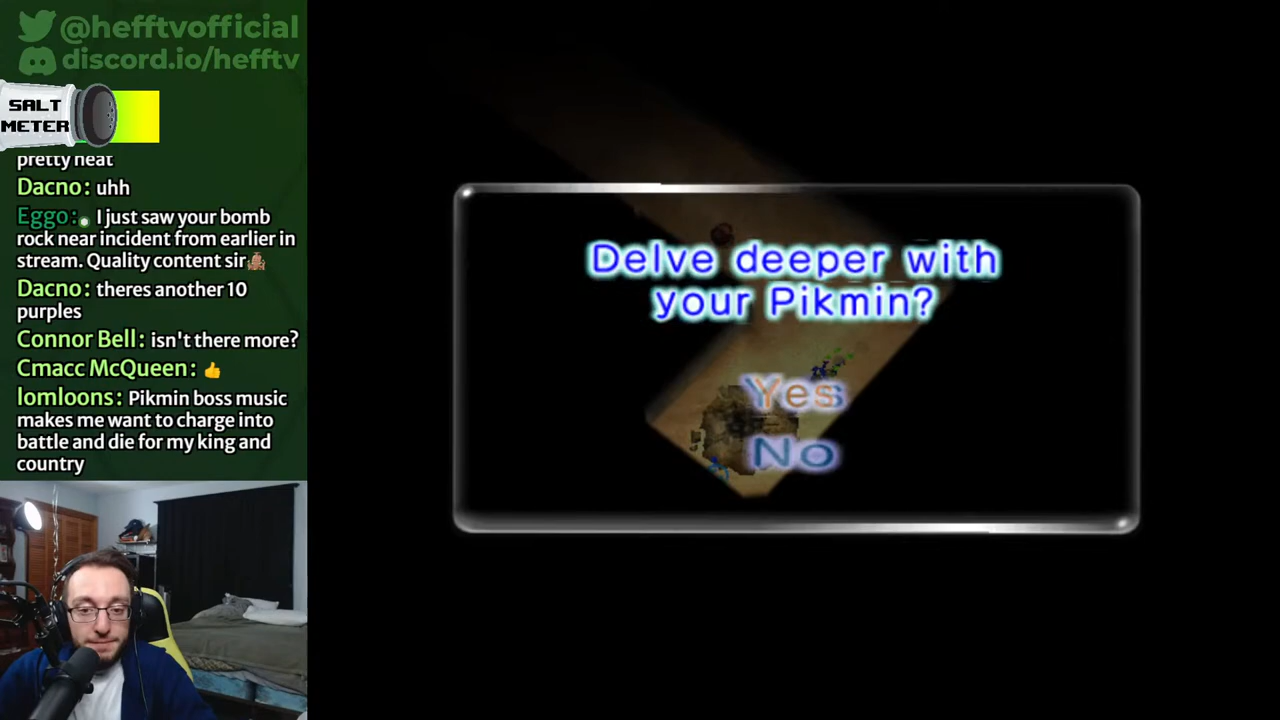 @hefftvofficial
discord.io/hefftv
SALT
METER
pretty neat
Dacno: uhh
Eggo: I just saw your bomb
rock near incident from earlier in
stream. Quality content sir
Dacno: theres another 10
purples
Connor Bell: isn't there more?
Cmacc McQueen: 👍
lomloons: Pikmin boss music
makes me want to charge into
battle and die for my king and
country
Delve deeper with
your Pikmin?
Yes
No